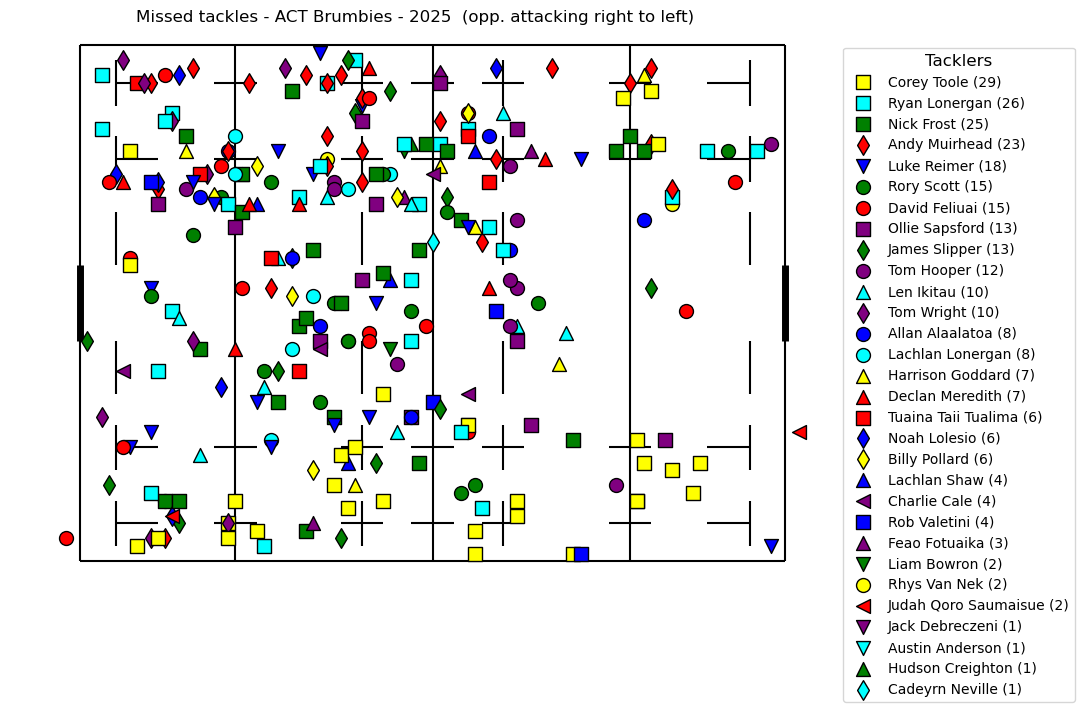 Missed tackles - ACT Brumbies - 2025  (opp. attacking right to left)
Tacklers
Corey Toole (29)
Ryan Lonergan (26)
Nick Frost (25)
Andy Muirhead (23)
Luke Reimer (18)
Rory Scott (15)
David Feliuai (15)
Ollie Sapsford (13)
James Slipper (13)
Tom Hooper (12)
Len Ikitau (10)
Tom Wright (10)
Allan Alaalatoa (8)
Lachlan Lonergan (8)
Harrison Goddard (7)
Declan Meredith (7)
Tuaina Taii Tualima (6)
Noah Lolesio (6)
Billy Pollard (6)
Lachlan Shaw (4)
Charlie Cale (4)
Rob Valetini (4)
Feao Fotuaika (3)
Liam Bowron (2)
Rhys Van Nek (2)
Judah Qoro Saumaisue (2)
Jack Debreczeni (1)
Austin Anderson (1)
Hudson Creighton (1)
Cadeyrn Neville (1)